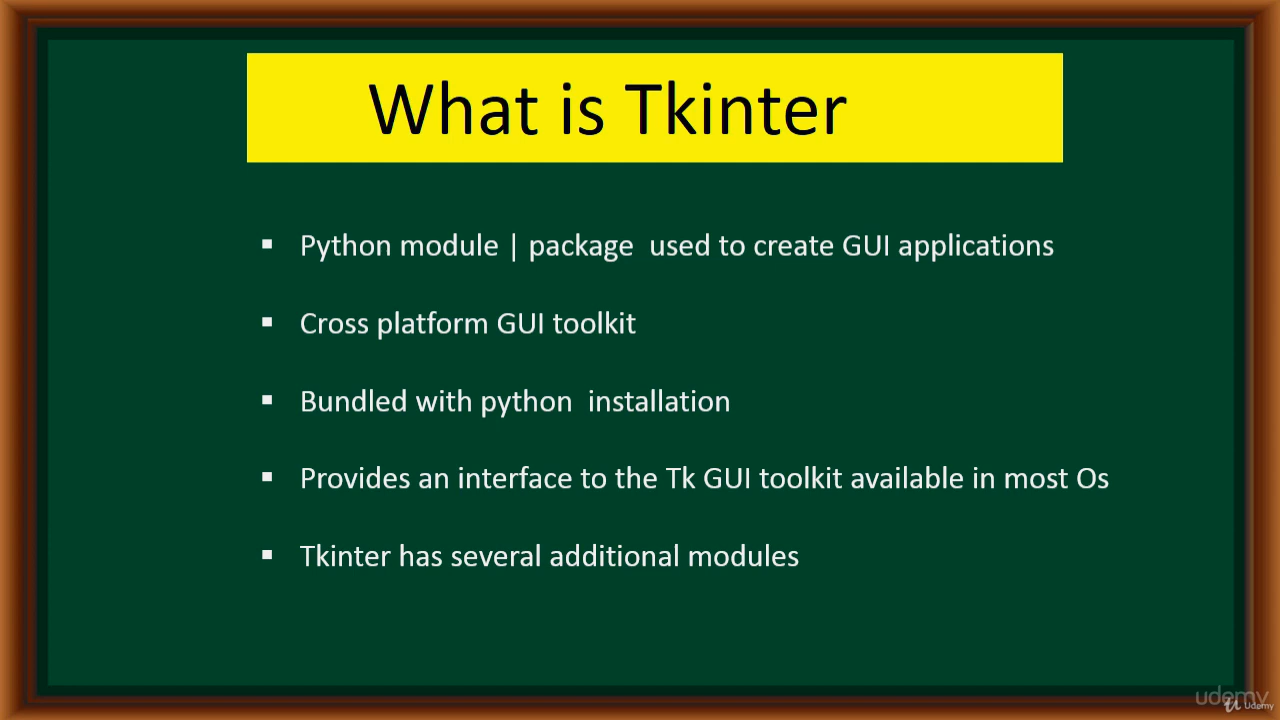 What is Tkinter
▪ Python module | package  used to create GUI applications
▪ Cross platform GUI toolkit
▪ Bundled with python  installation
▪ Provides an interface to the Tk GUI toolkit available in most Os
▪ Tkinter has several additional modules
udemy
Udemy